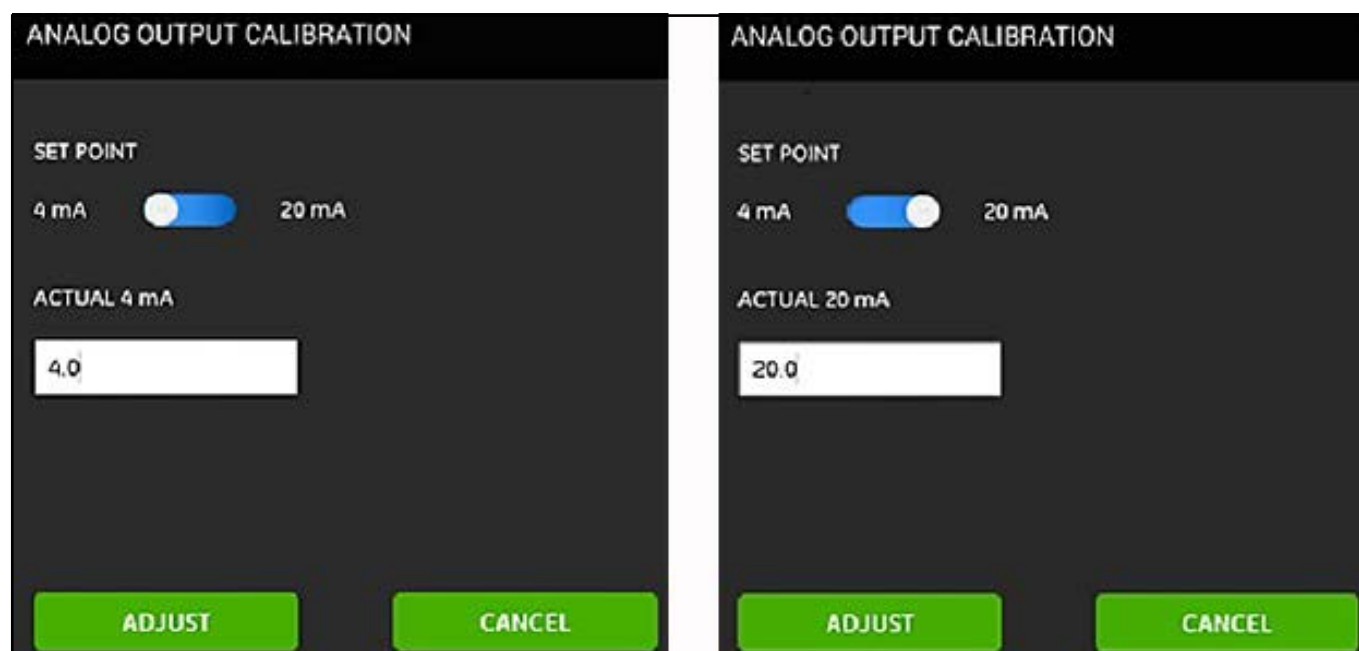 ANALOG OUTPUT CALIBRATION
SET POINT
4 mA 20 mA
ACTUAL 4 mA
4.0
ADJUST CANCEL
ANALOG OUTPUT CALIBRATION
SET POINT
4 mA 20 mA
ACTUAL 20 mA
20.0
ADJUST CANCEL